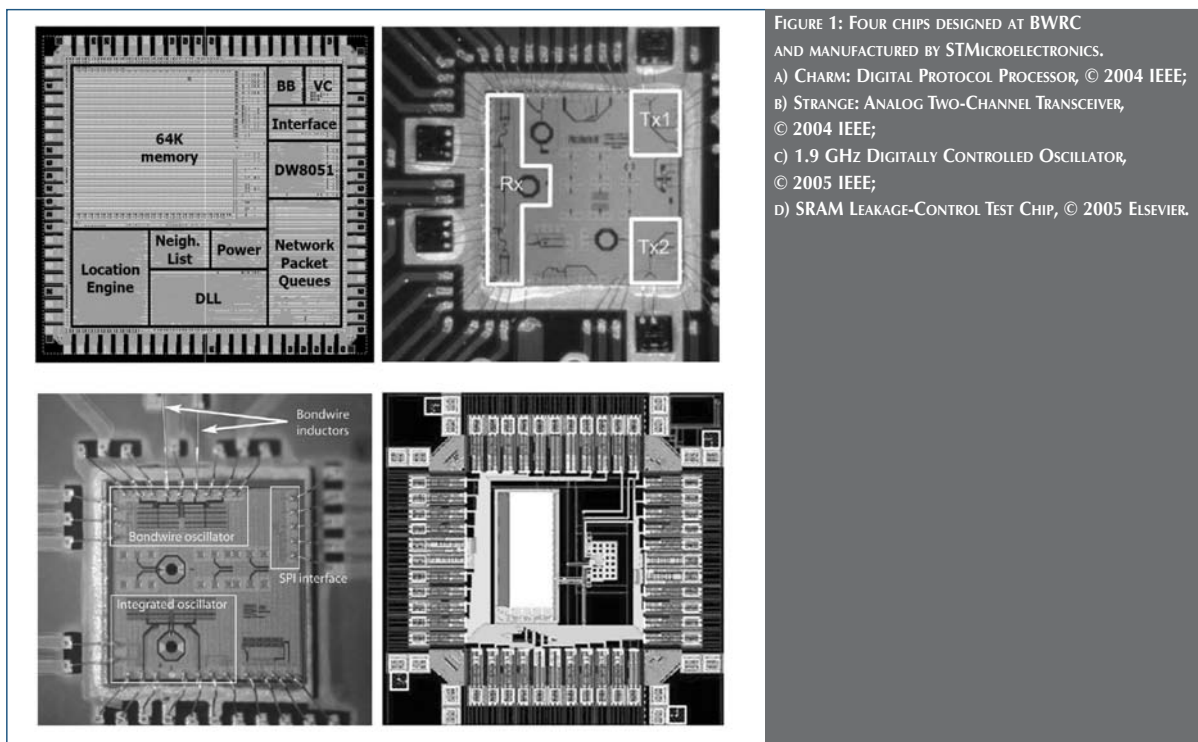 64K
memory
BB
VC
Interface
DW8051
Network
Packet
Queues
Location
Engine
Neigh.
List
Power
DLL
Rx
Tx1
Tx2
Bondwire
inductors
Bondwire oscillator
SPI interface
Integrated oscillator
FIGURE 1: FOUR CHIPS DESIGNED AT BWRC
AND MANUFACTURED BY STMICROELECTRONICS.
A) CHARM: DIGITAL PROTOCOL PROCESSOR, © 2004 IEEE;
B) STRANGE: ANALOG TWO-CHANNEL TRANSCEIVER,
© 2004 IEEE;
C) 1.9 GHZ DIGITALLY CONTROLLED OSCILLATOR,
© 2005 IEEE;
D) SRAM LEAKAGE-CONTROL TEST CHIP, © 2005 ELSEVIER.